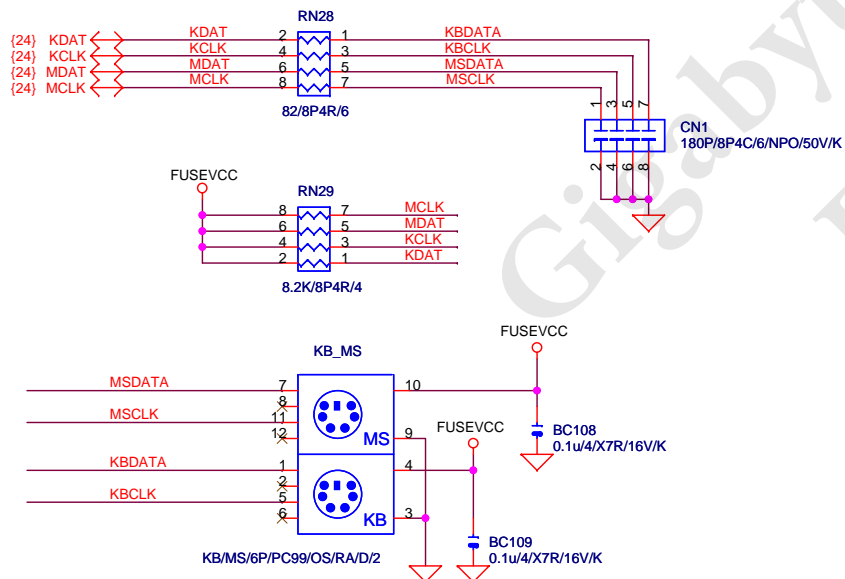 RN28
{24} KDAT KDAT 2 1 KBDATA
{24} KCLK KCLK 4 3 KBCLK
{24} MDAT MDAT 6 5 MSDATA
{24} MCLK MCLK 8 7 MSCLK
82/8P4R/6
1 3 5 7
CN1
180P/8P4C/6/NPO/50V/K
2 4 6 8
FUSEVCC
RN29
8 7 MCLK
6 5 MDAT
4 3 KCLK
2 1 KDAT
8.2K/8P4R/4
Gigaby
FUSEVCC
KB_MS
MSDATA 7 10
8
MSCLK 11
12 MS 9
FUSEVCC
BC108
0.1u/4/X7R/16V/K
KBDATA 1 4
2
KBCLK 5
6 KB 3
BC109
0.1u/4/X7R/16V/K
KB/MS/6P/PC99/OS/RA/D/2